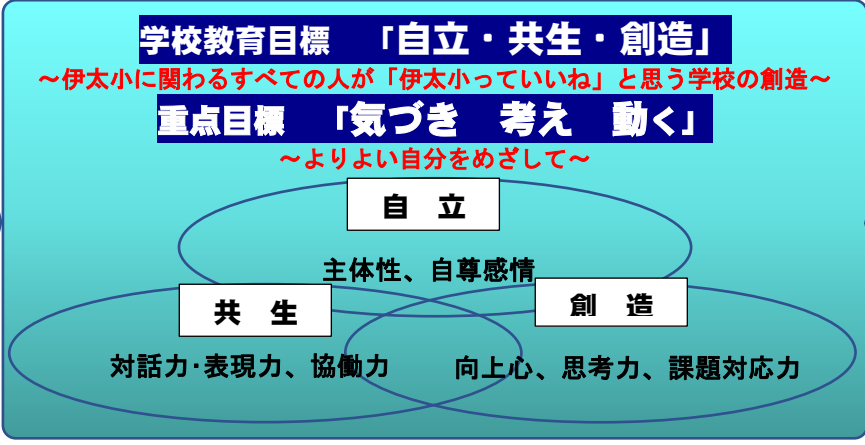 学校教育目標　「自立・共生・創造」
～伊太小に関わるすべての人が「伊太小っていいね」と思う学校の創造～
重点目標　「気づき　考え　動く」
～よりよい自分をめざして～
自　立
主体性、自尊感情
共　生
創　造
対話力･表現力、協働力
向上心、思考力、課題対応力